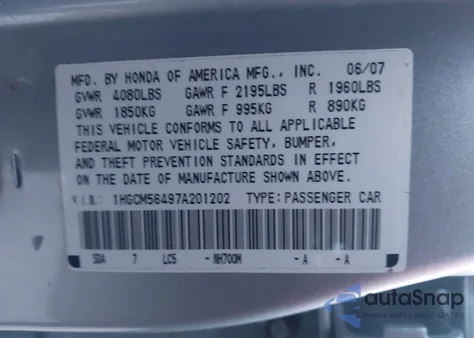 MFD. BY HONDA OF AMERICA MFG., INC. 06/07
GVWR 4080LBS GAWR F 2195LBS R 1960LBS
GVWR 1850KG GAWR F 995KG R 890KG
THIS VEHICLE CONFORMS TO ALL APPLICABLE
FEDERAL MOTOR VEHICLE SAFETY, BUMPER,
AND THEFT PREVENTION STANDARDS IN EFFECT
ON THE DATE OF MANUFACTURE SHOWN ABOVE.
V.I.N.: 1HGCM56497A201202 TYPE: PASSENGER CAR
SDA 7 LC5 - NH700M - A - A
autoSnap